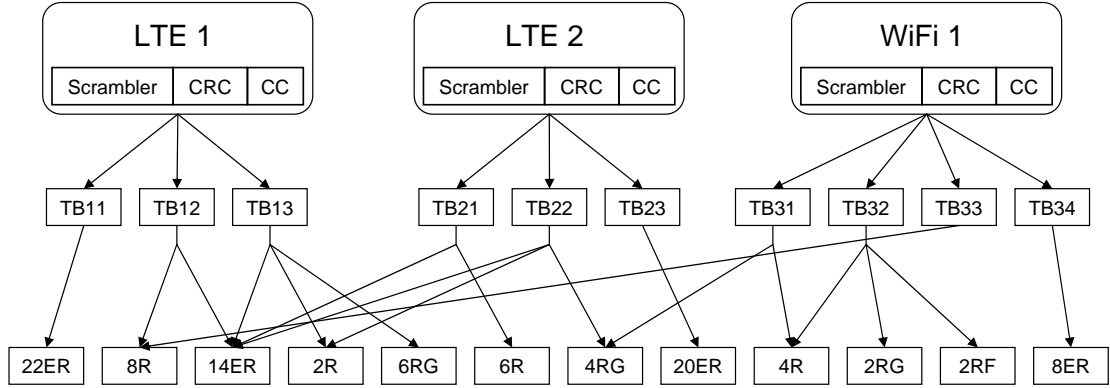 LTE 1 LTE 2 WiFi 1
Scrambler CRC CC Scrambler CRC CC Scrambler CRC CC
TB11 TB12 TB13 TB21 TB22 TB23 TB31 TB32 TB33 TB34
22ER 8R 14ER 2R 6RG 6R 4RG 20ER 4R 2RG 2RF 8ER